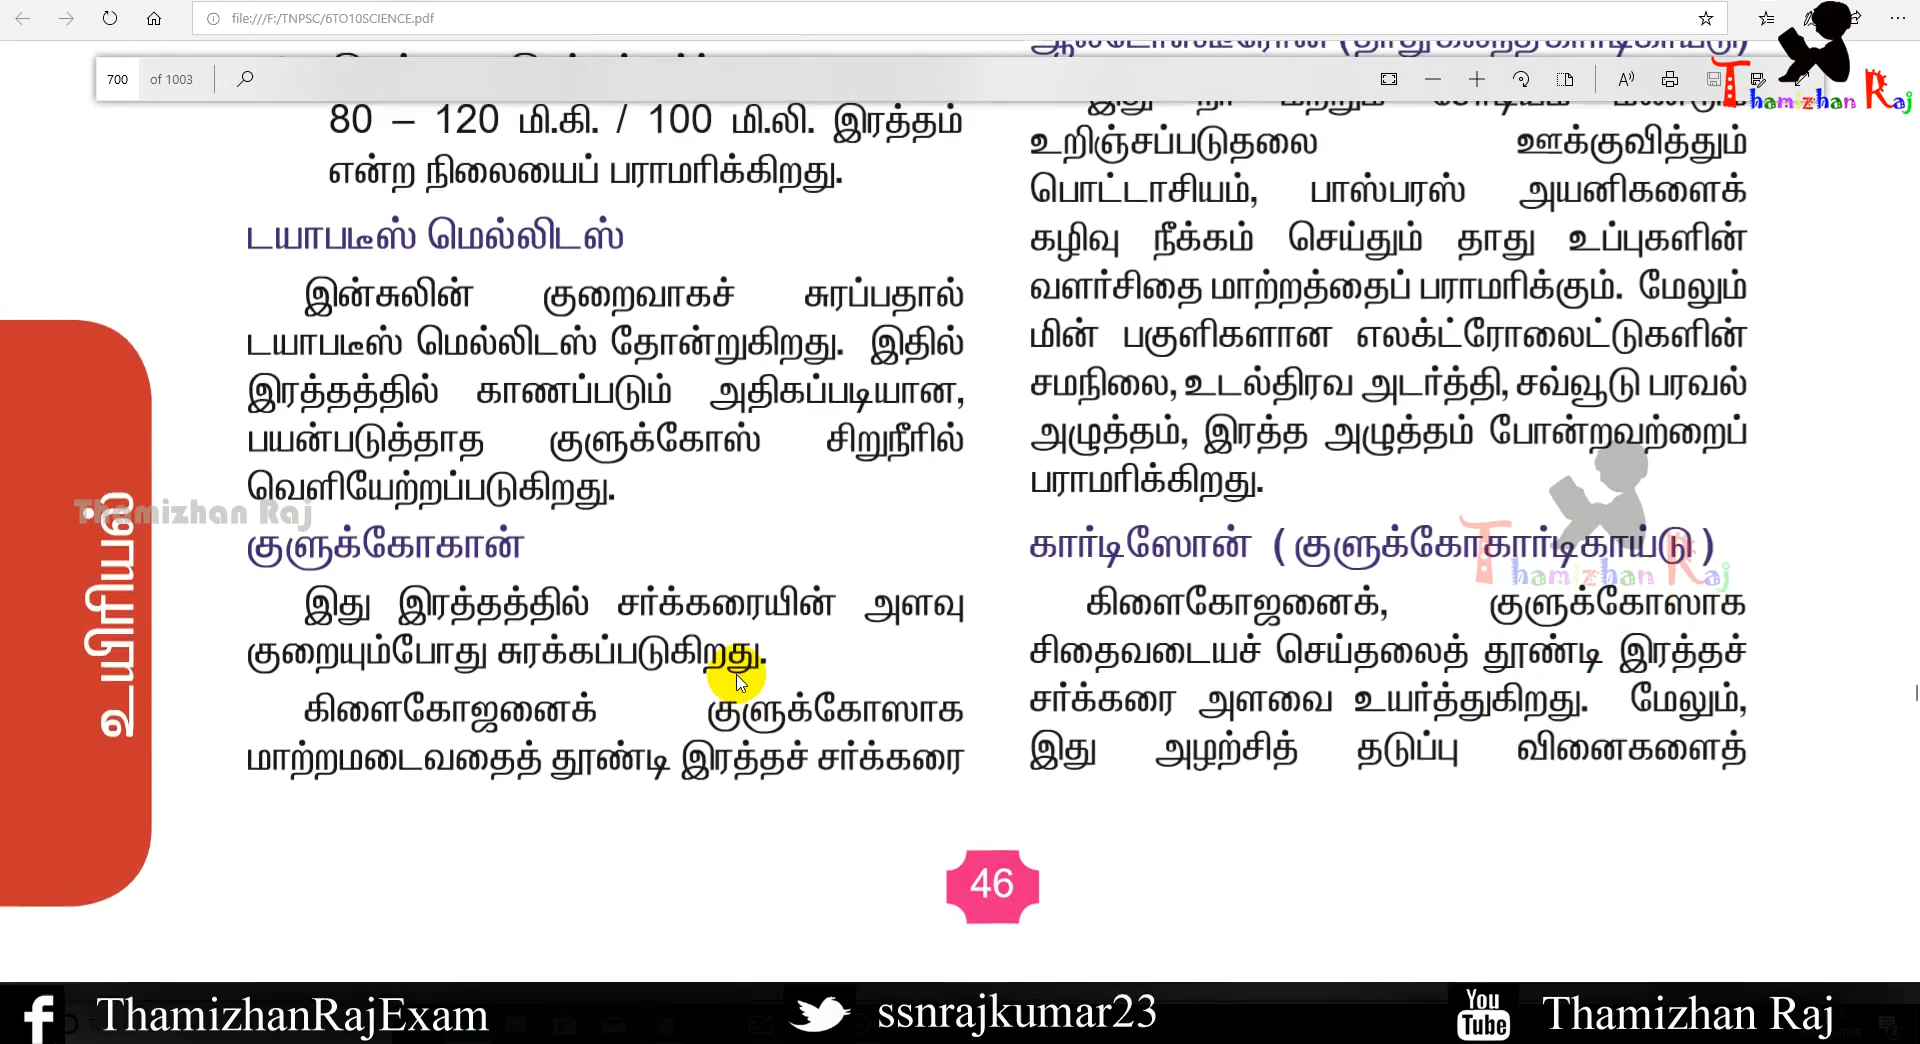 file:///F:/TNPSC/6TO10SCIENCE.pdf
700 of 1003
Thamizhan Raj
80 – 120 மி.கி. / 100 மி.லி. இரத்தம்
என்ற நிலையைப் பராமரிக்கிறது.
டயாபடீஸ் மெல்லிடஸ்
இன்சுலின் குறைவாகச் சுரப்பதால்
டயாபடீஸ் மெல்லிடஸ் தோன்றுகிறது. இதில்
இரத்தத்தில் காணப்படும் அதிகப்படியான,
பயன்படுத்தாத குளுக்கோஸ் சிறுநீரில்
வெளியேற்றப்படுகிறது.
குளுக்கோகான்
இது இரத்தத்தில் சர்க்கரையின் அளவு
குறையும்போது சுரக்கப்படுகிறது.
கிளைகோஜனைக் குளுக்கோஸாக
மாற்றமடைவதைத் தூண்டி இரத்தச் சர்க்கரை
உறிஞ்சப்படுதலை ஊக்குவித்தும்
பொட்டாசியம், பாஸ்பரஸ் அயனிகளைக்
கழிவு நீக்கம் செய்தும் தாது உப்புகளின்
வளர்சிதை மாற்றத்தைப் பராமரிக்கும். மேலும்
மின் பகுளிகளான எலக்ட்ரோலைட்டுகளின்
சமநிலை, உடல்திரவ அடர்த்தி, சவ்வூடு பரவல்
அழுத்தம், இரத்த அழுத்தம் போன்றவற்றைப்
பராமரிக்கிறது.
கார்டிஸோன் ( குளுக்கோகார்டிகாய்டு )
கிளைகோஜனைக், குளுக்கோஸாக
சிதைவடையச் செய்தலைத் தூண்டி இரத்தச்
சர்க்கரை அளவை உயர்த்துகிறது. மேலும்,
இது அழற்சித் தடுப்பு வினைகளைத்
உயிரியல்
Thamizhan Raj
Thamizhan Raj
46
ThamizhanRajExam
ssnrajkumar23
You
Tube
Thamizhan Raj